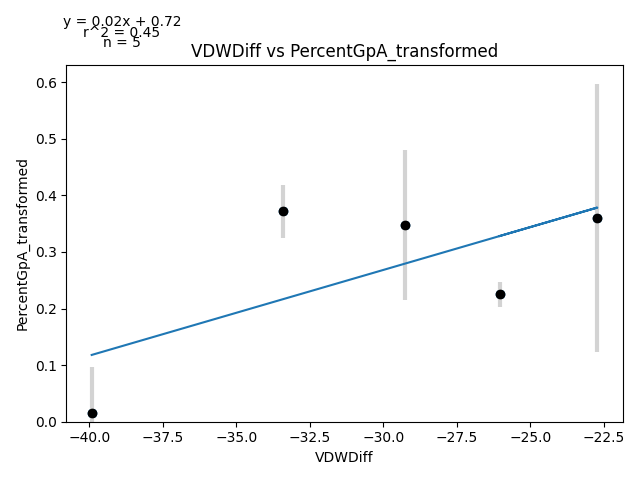 y = 0.02x + 0.72
r^2 = 0.45
n = 5
VDWDiff vs PercentGpA_transformed
PercentGpA_transformed
0.6
0.5
0.4
0.3
0.2
0.1
0.0
−40.0 −37.5 −35.0 −32.5 −30.0 −27.5 −25.0 −22.5
VDWDiff